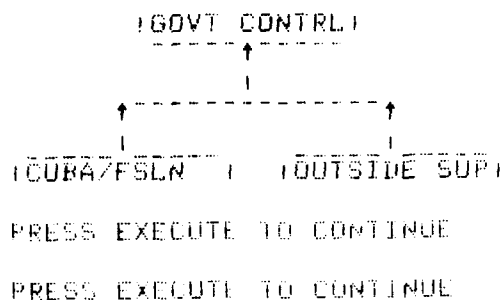 GOVT CONTRL
CUBA/FSLN OUTSIDE SUP
PRESS EXECUTE TO CONTINUE
PRESS EXECUTE TO CONTINUE